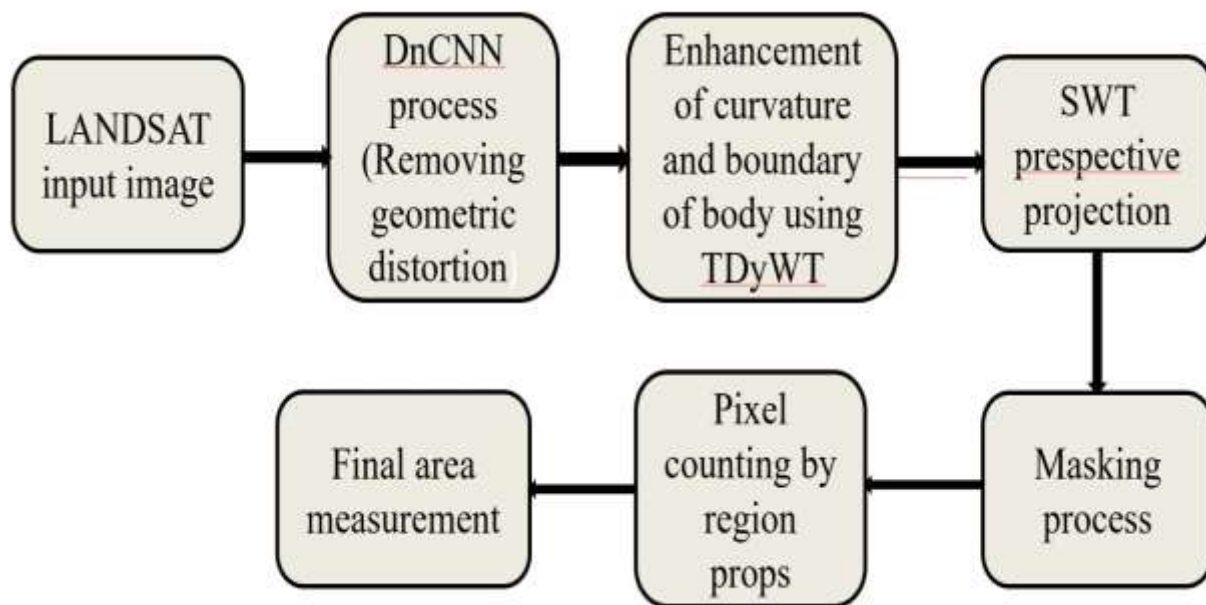 LANDSAT
input image
DnCNN
process
(Removing
geometric
distortion)
Enhancement
of curvature
and boundary
of body using
TDyWT
SWT
prespective
projection
Masking
process
Pixel
counting by
region
props
Final area
measurement